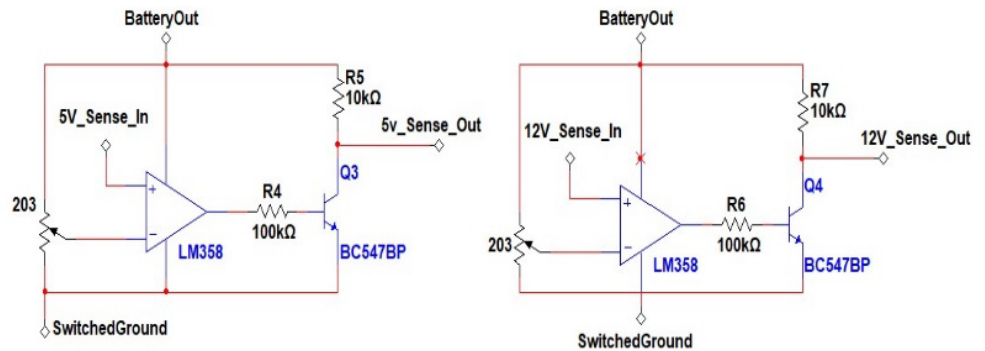 BatteryOut
R5
10kΩ
5V_Sense_In
5v_Sense_Out
Q3
+
R4
203
−
LM358
100kΩ
BC547BP
SwitchedGround
BatteryOut
R7
10kΩ
12V_Sense_In
12V_Sense_Out
Q4
+
R6
203
−
LM358
100kΩ
BC547BP
SwitchedGround